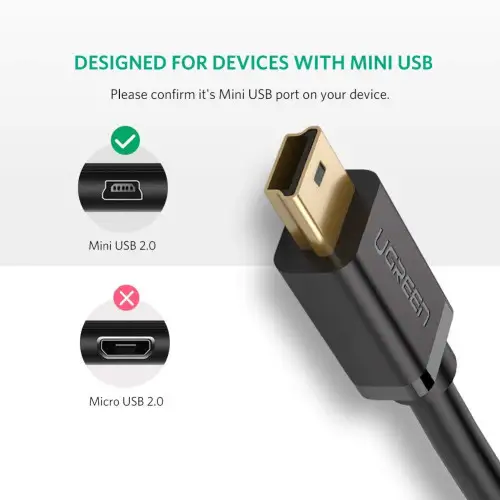 DESIGNED FOR DEVICES WITH MINI USB
Please confirm it's Mini USB port on your device.
Mini USB 2.0
UGREEN
Micro USB 2.0